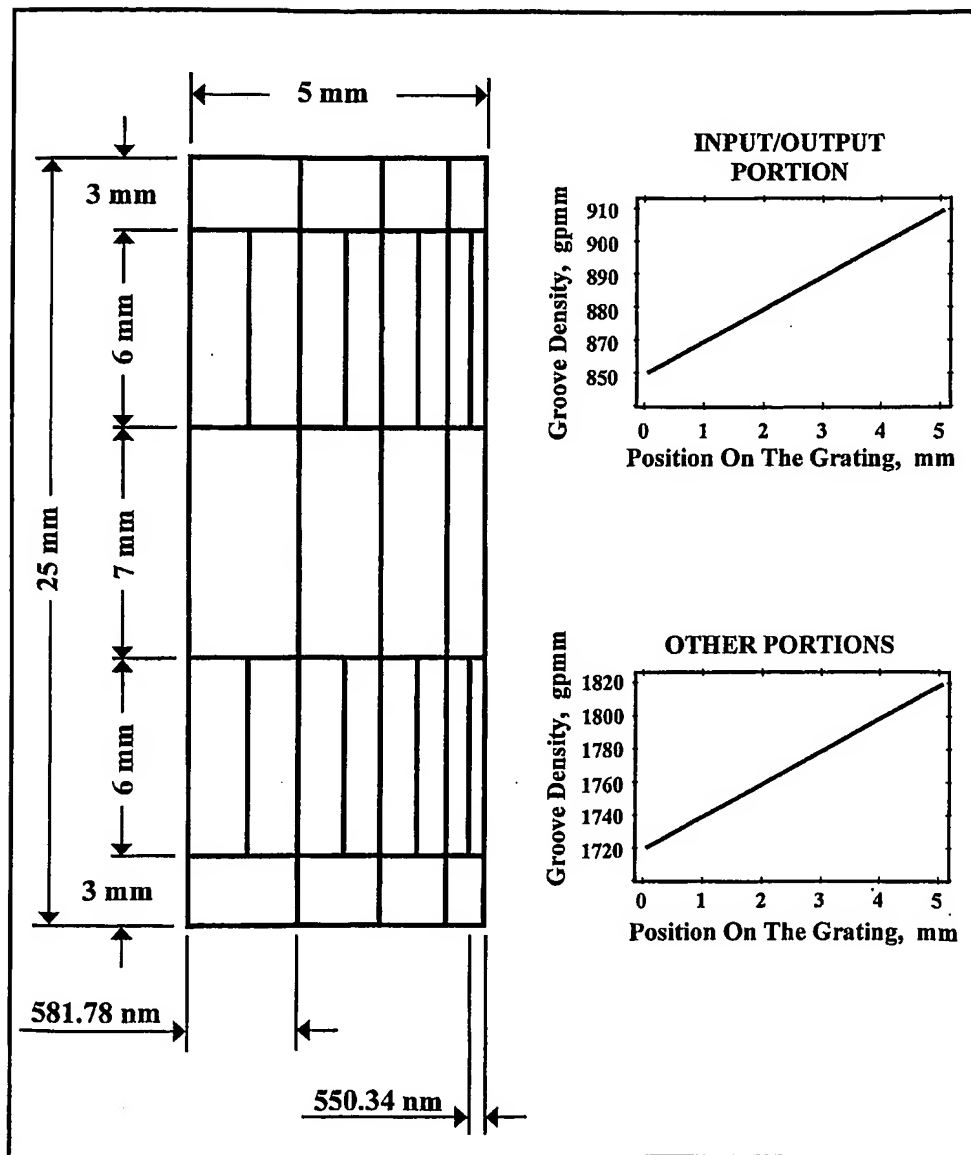 5 mm
3 mm
6 mm
7 mm
6 mm
3 mm
25 mm
581.78 nm
550.34 nm
INPUT/OUTPUT
PORTION
Groove Density, gpmm
910
900
890
880
870
850
0 1 2 3 4 5
Position On The Grating, mm
OTHER PORTIONS
Groove Density, gpmm
1820
1800
1780
1760
1740
1720
0 1 2 3 4 5
Position On The Grating, mm